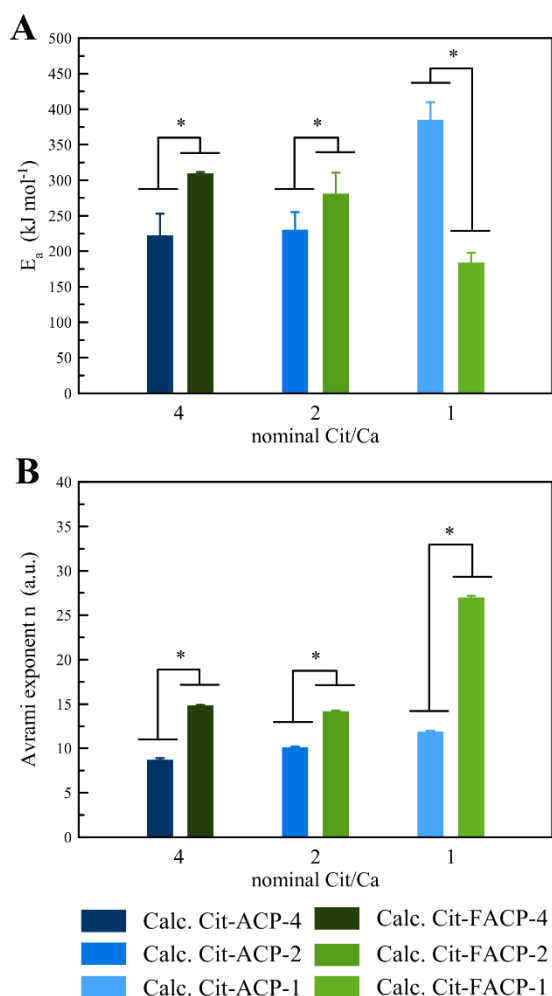 A
500
450
400
350
300
250
200
150
100
50
0
Ea (kJ mol-1)
* * *
4 2 1
nominal Cit/Ca
B
40
35
30
25
20
15
10
5
0
Avrami exponent n (a.u.)
* * *
4 2 1
nominal Cit/Ca
Calc. Cit-ACP-4 Calc. Cit-FACP-4
Calc. Cit-ACP-2 Calc. Cit-FACP-2
Calc. Cit-ACP-1 Calc. Cit-FACP-1